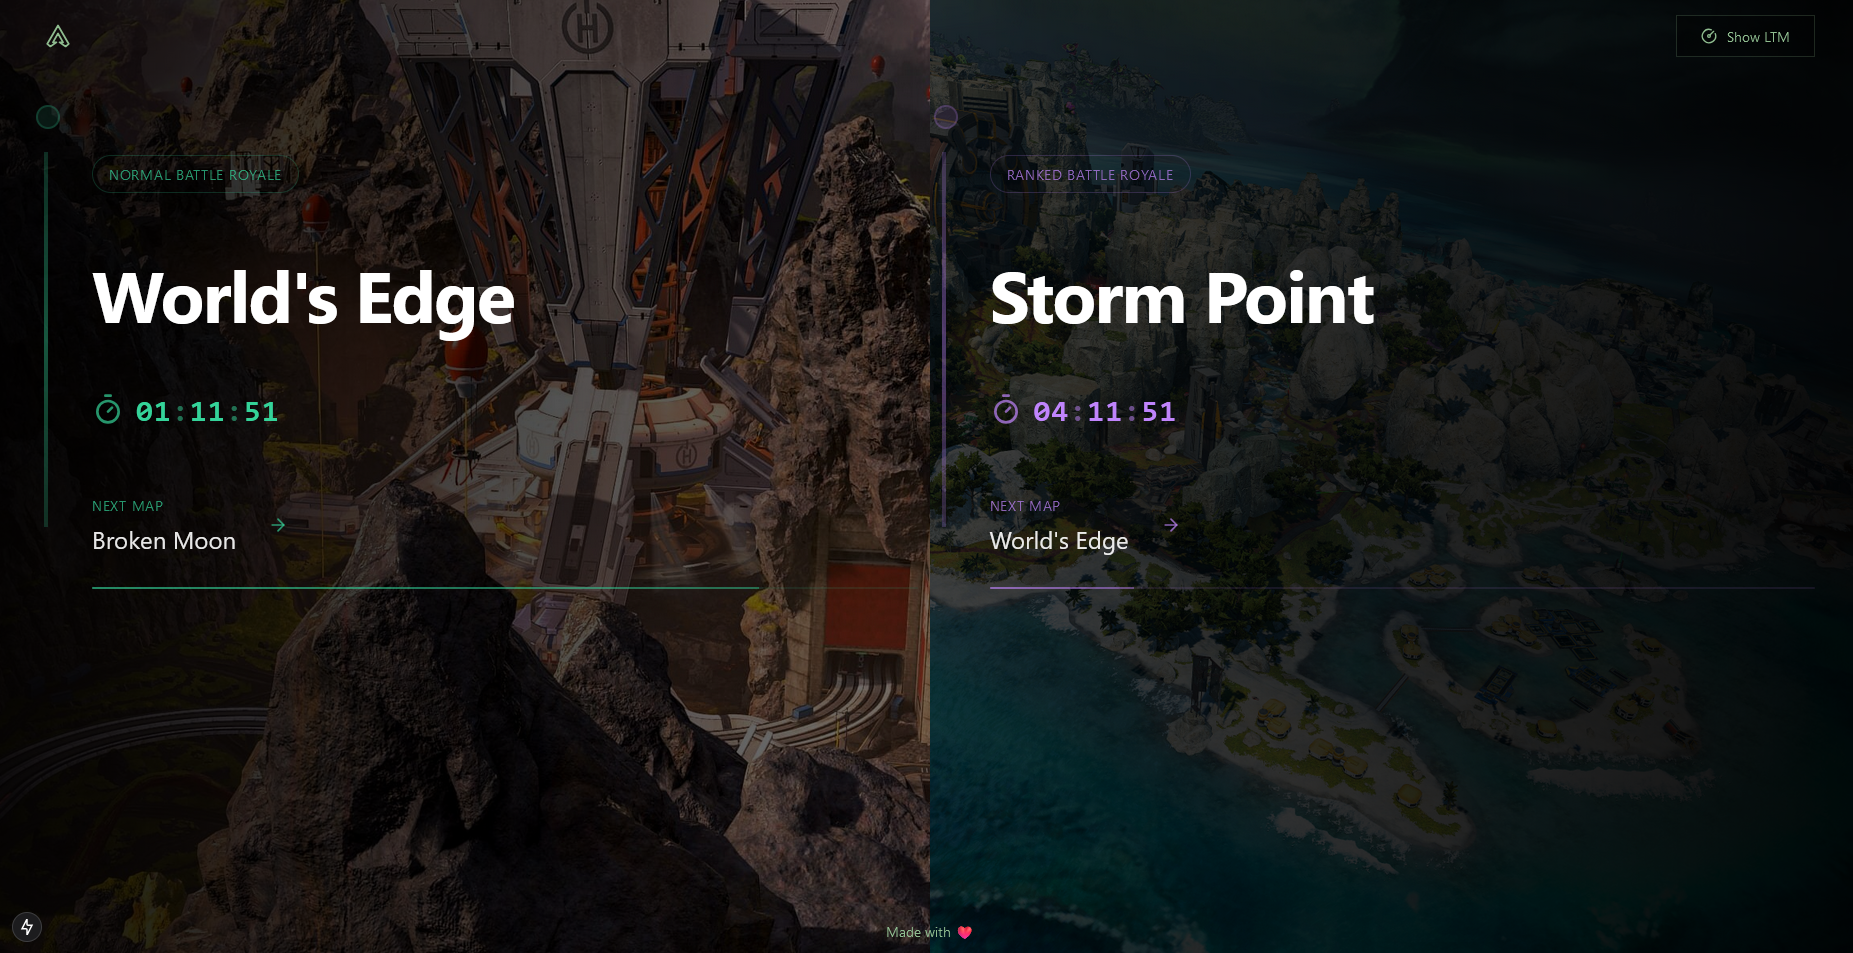 Show LTM
NORMAL BATTLE ROYALE
World's Edge
01:11:51
NEXT MAP
Broken Moon
RANKED BATTLE ROYALE
Storm Point
04:11:51
NEXT MAP
World's Edge
Made with ❤️